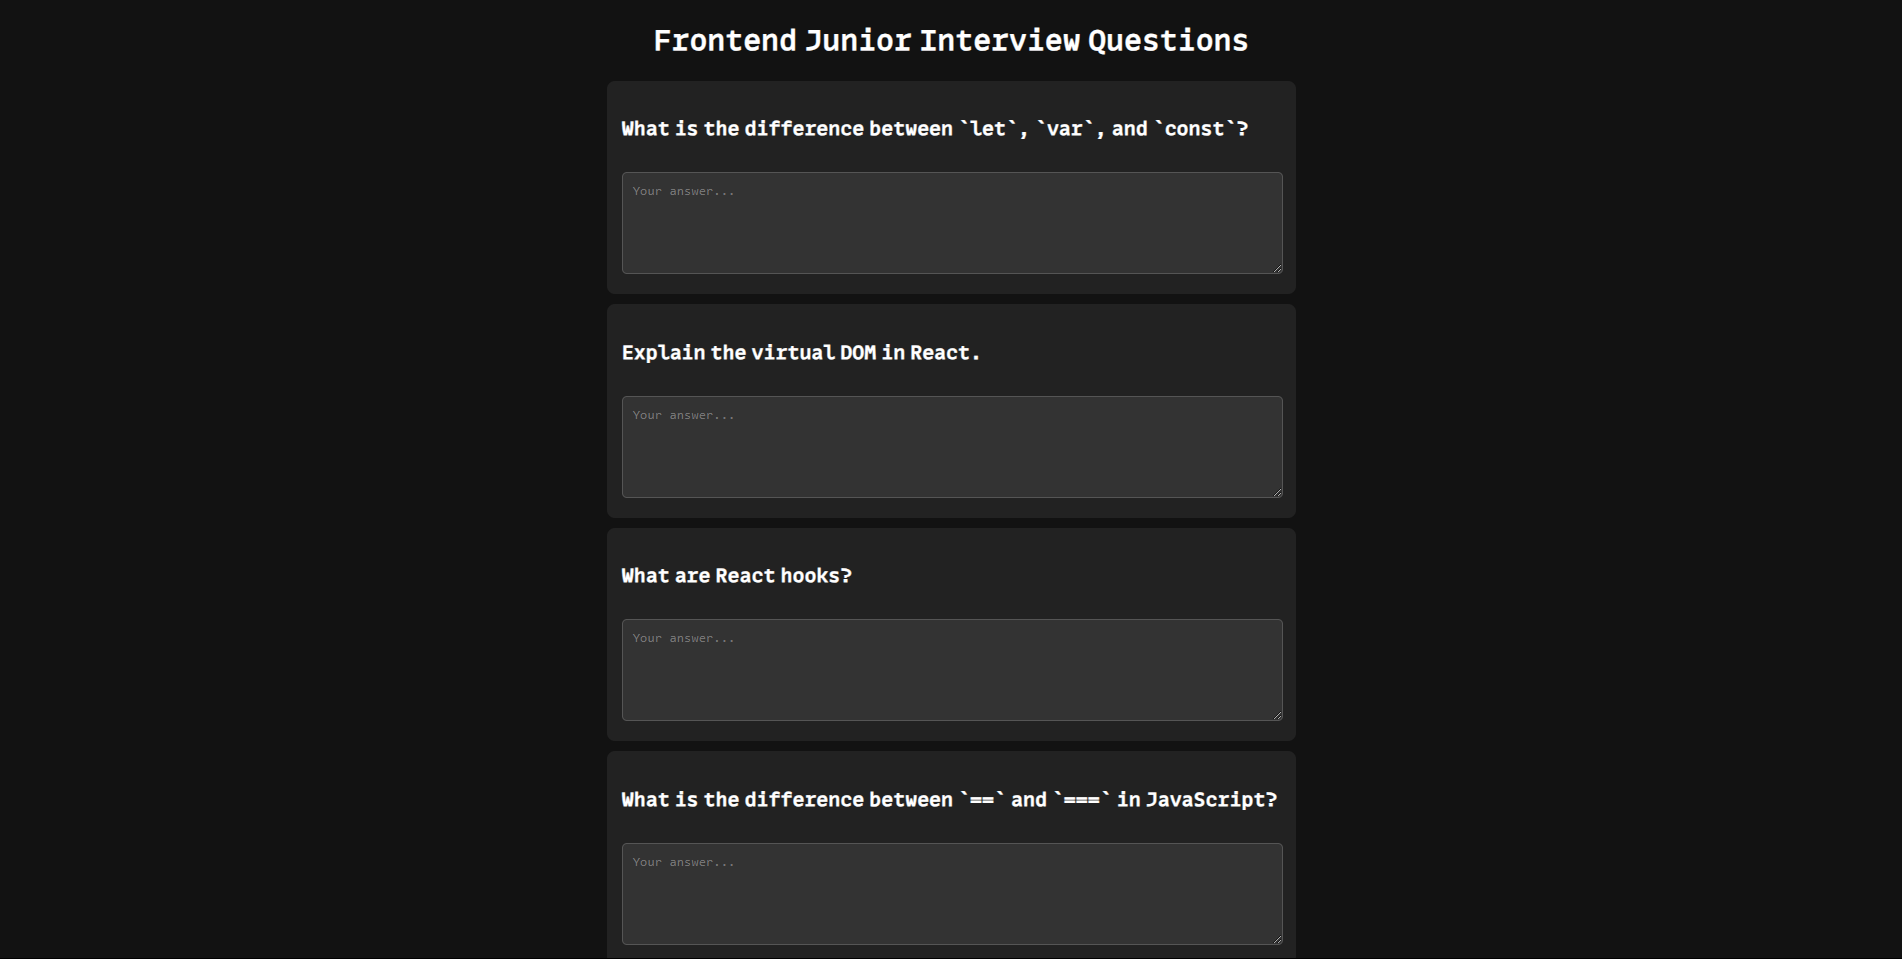 Frontend Junior Interview Questions
What is the difference between `let`, `var`, and `const`?
Your answer...
Explain the virtual DOM in React.
Your answer...
What are React hooks?
Your answer...
What is the difference between `==` and `===` in JavaScript?
Your answer...